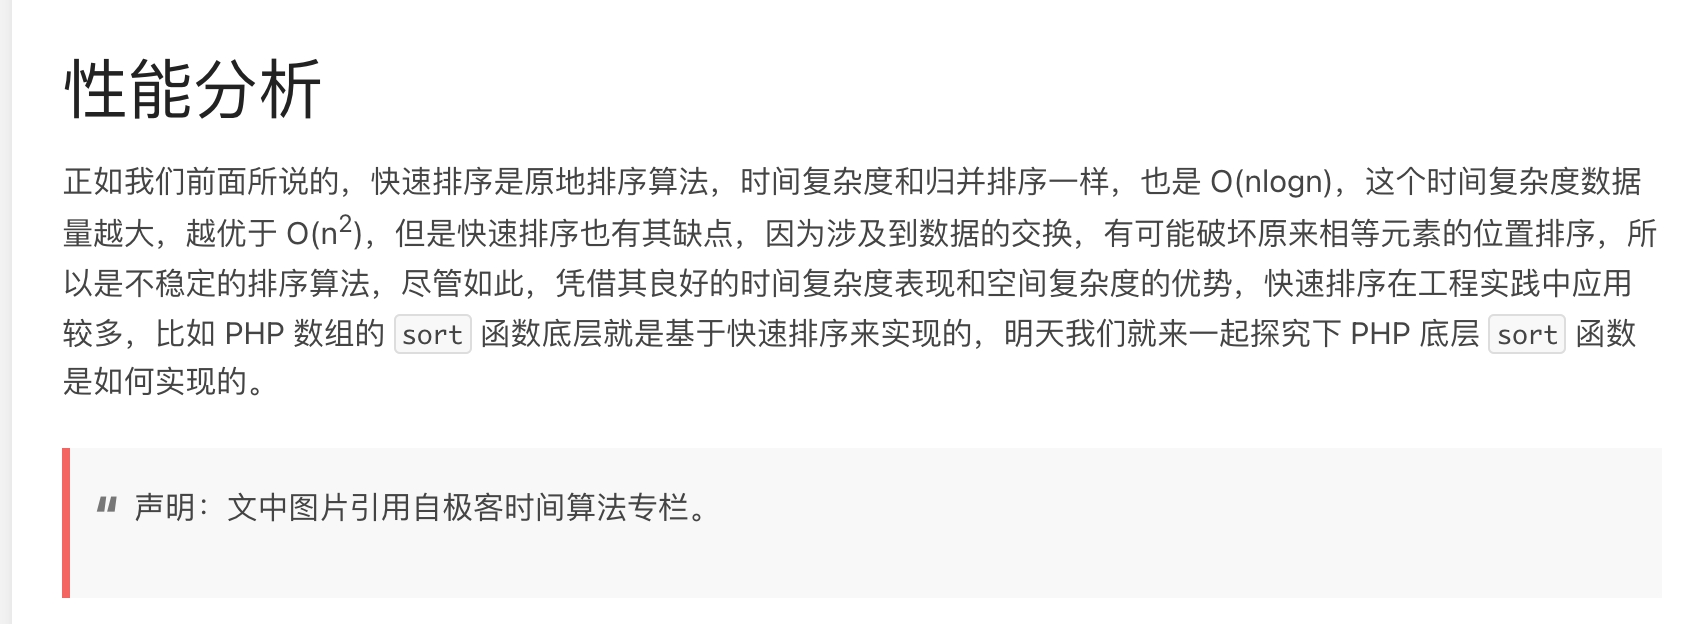 性能分析
正如我们前面所说的，快速排序是原地排序算法，时间复杂度和归并排序一样，也是 O(nlogn)，这个时间复杂度数据
量越大，越优于 O(n²)，但是快速排序也有其缺点，因为涉及到数据的交换，有可能破坏原来相等元素的位置排序，所
以是不稳定的排序算法，尽管如此，凭借其良好的时间复杂度表现和空间复杂度的优势，快速排序在工程实践中应用
较多，比如 PHP 数组的 sort 函数底层就是基于快速排序来实现的，明天我们就来一起探究下 PHP 底层 sort 函数
是如何实现的。
" 声明：文中图片引用自极客时间算法专栏。